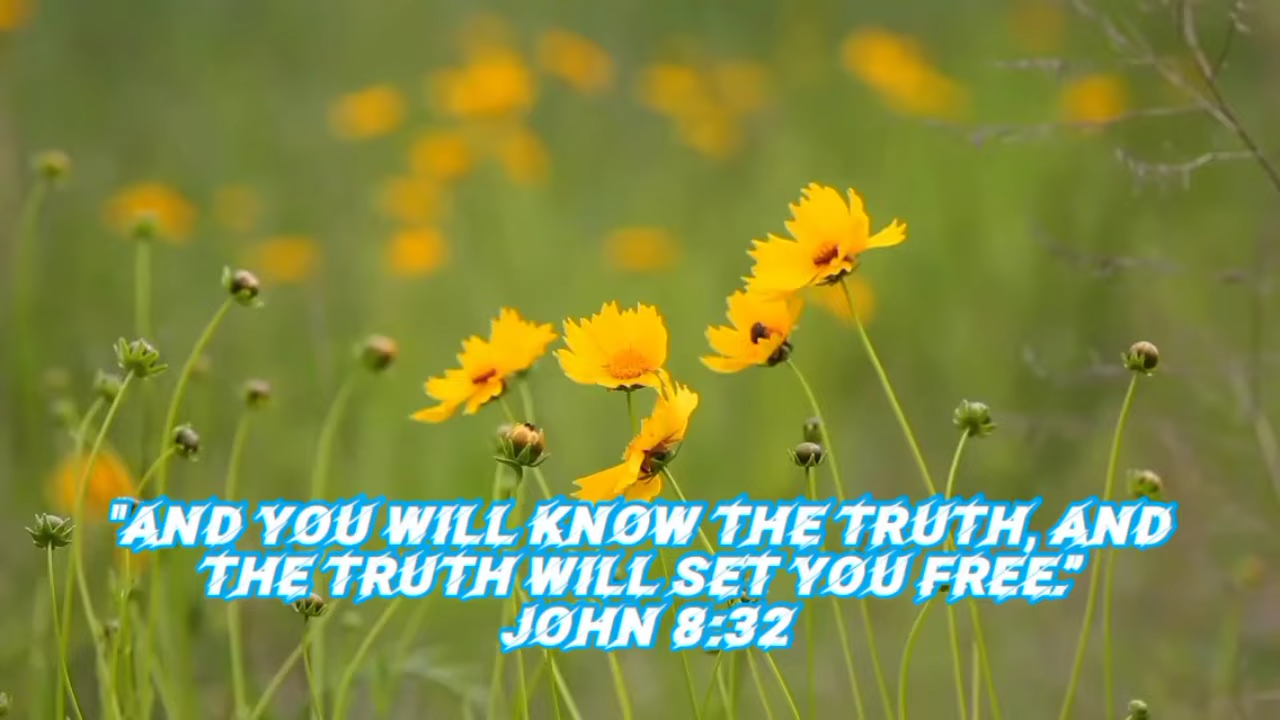 "AND YOU WILL KNOW THE TRUTH, AND
THE TRUTH WILL SET YOU FREE."
JOHN 8:32